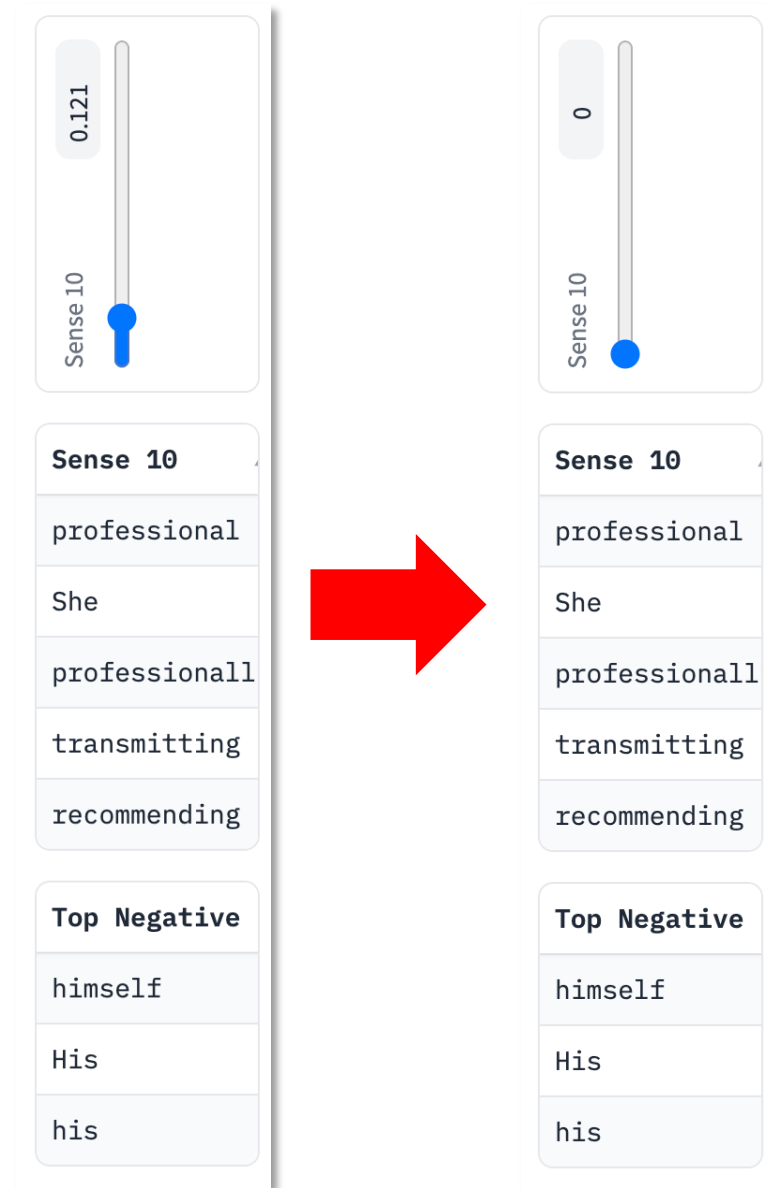 0.121
Sense 10
Sense 10
professional
She
professionall
transmitting
recommending
Top Negative
himself
His
his
0
Sense 10
Sense 10
professional
She
professionall
transmitting
recommending
Top Negative
himself
His
his